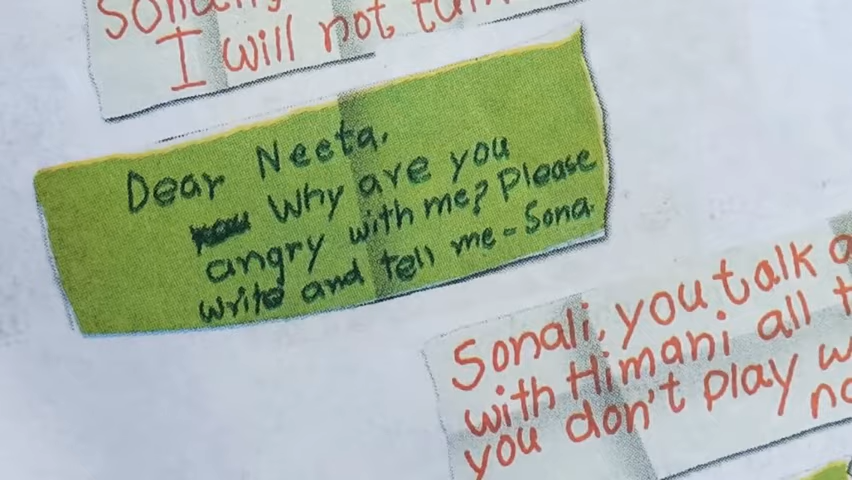 I will not
Dear Neeta,
Why are you
angry with me? Please
write and tell me - Sona.
Sonali, you talk
with Himani all
you don't play